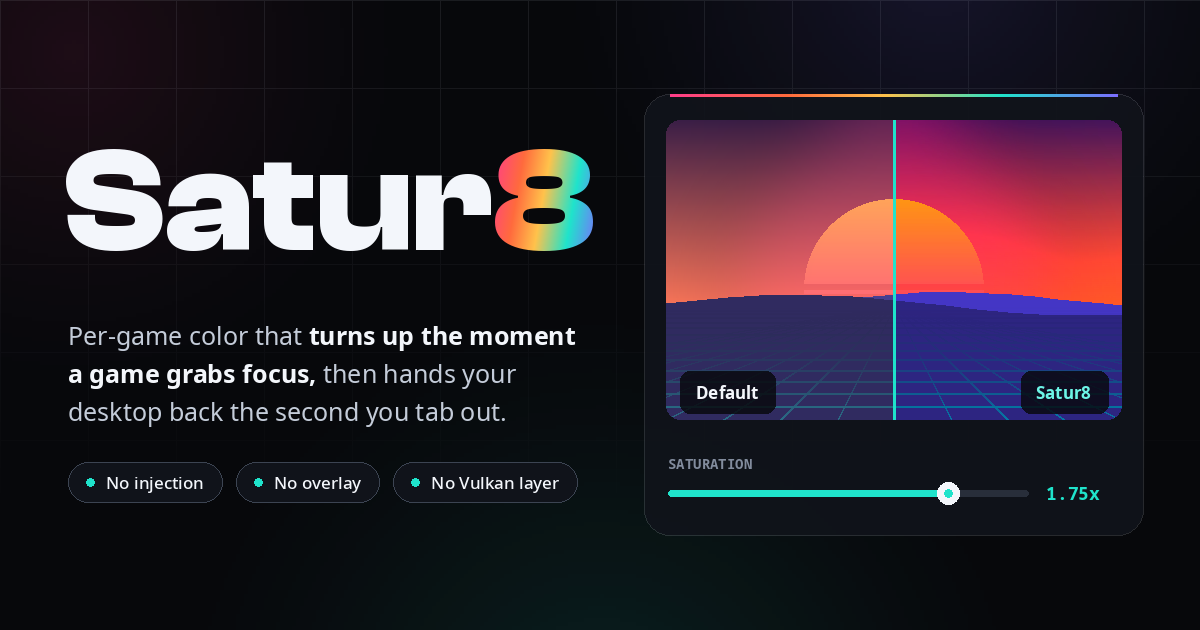 Satur8
Per-game color that turns up the moment
a game grabs focus, then hands your
desktop back the second you tab out.
No injection
No overlay
No Vulkan layer
Default
Satur8
SATURATION
1.75x